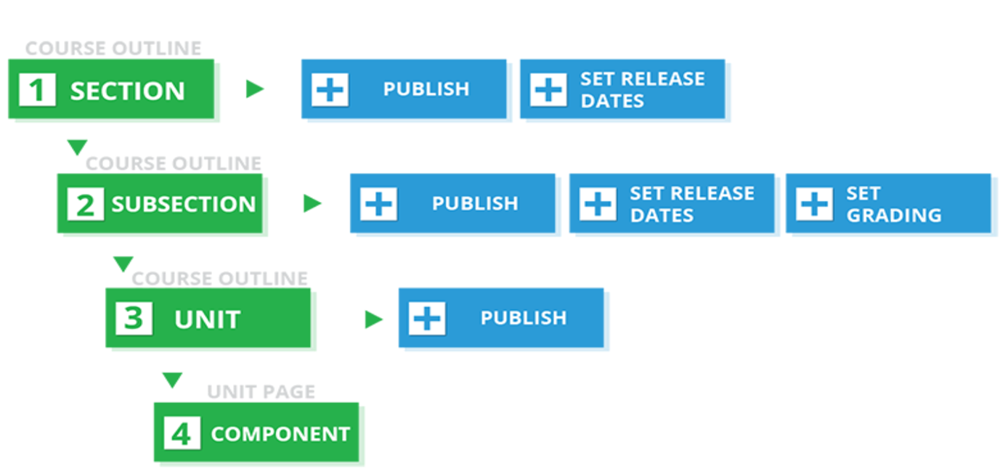 COURSE OUTLINE
1 SECTION
PUBLISH
SET RELEASE
DATES
COURSE OUTLINE
2 SUBSECTION
PUBLISH
SET RELEASE
DATES
SET
GRADING
COURSE OUTLINE
3 UNIT
PUBLISH
UNIT PAGE
4 COMPONENT